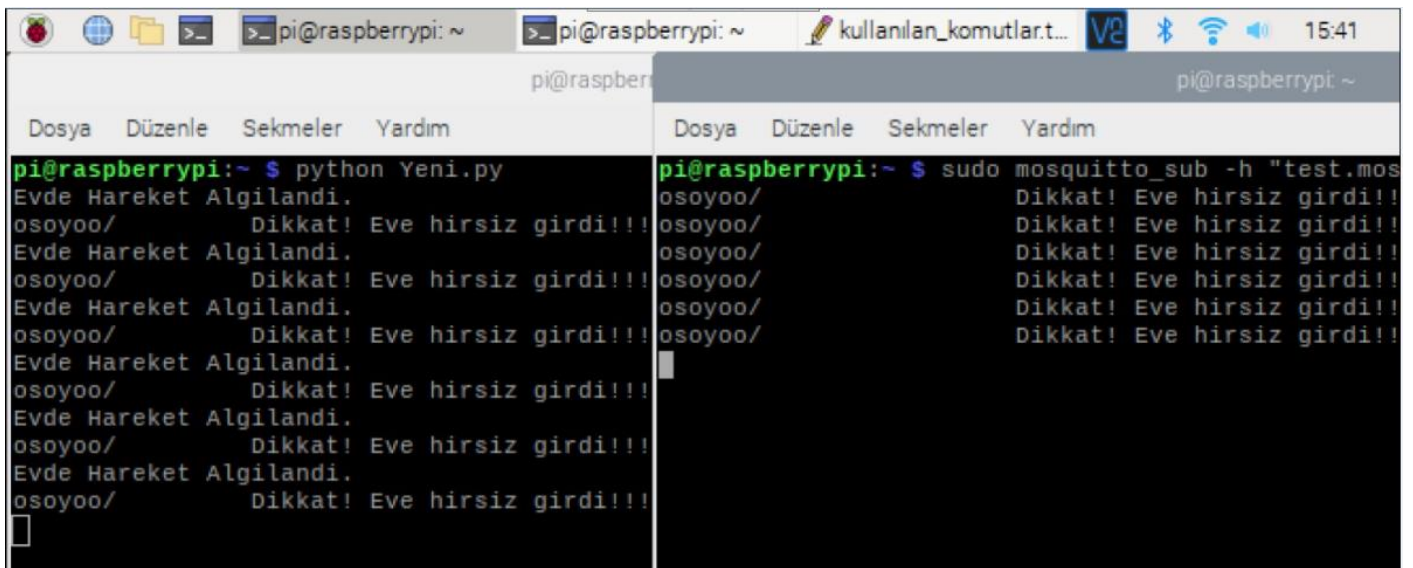 pi@raspberrypi: ~ pi@raspberrypi: ~ kullanılan_komutlar.t... V2 15:41
pi@raspberr
Dosya Düzenle Sekmeler Yardım
pi@raspberrypi:~ $ python Yeni.py
Evde Hareket Algilandi.
osoyoo/ Dikkat! Eve hirsiz girdi!!!
Evde Hareket Algilandi.
osoyoo/ Dikkat! Eve hirsiz girdi!!!
Evde Hareket Algilandi.
osoyoo/ Dikkat! Eve hirsiz girdi!!!
Evde Hareket Algilandi.
osoyoo/ Dikkat! Eve hirsiz girdi!!!
Evde Hareket Algilandi.
osoyoo/ Dikkat! Eve hirsiz girdi!!!
Evde Hareket Algilandi.
osoyoo/ Dikkat! Eve hirsiz girdi!!!
pi@raspberrypi: ~
Dosya Düzenle Sekmeler Yardım
pi@raspberrypi:~ $ sudo mosquitto_sub -h "test.mos
osoyoo/ Dikkat! Eve hirsiz girdi!!
osoyoo/ Dikkat! Eve hirsiz girdi!!
osoyoo/ Dikkat! Eve hirsiz girdi!!
osoyoo/ Dikkat! Eve hirsiz girdi!!
osoyoo/ Dikkat! Eve hirsiz girdi!!
osoyoo/ Dikkat! Eve hirsiz girdi!!